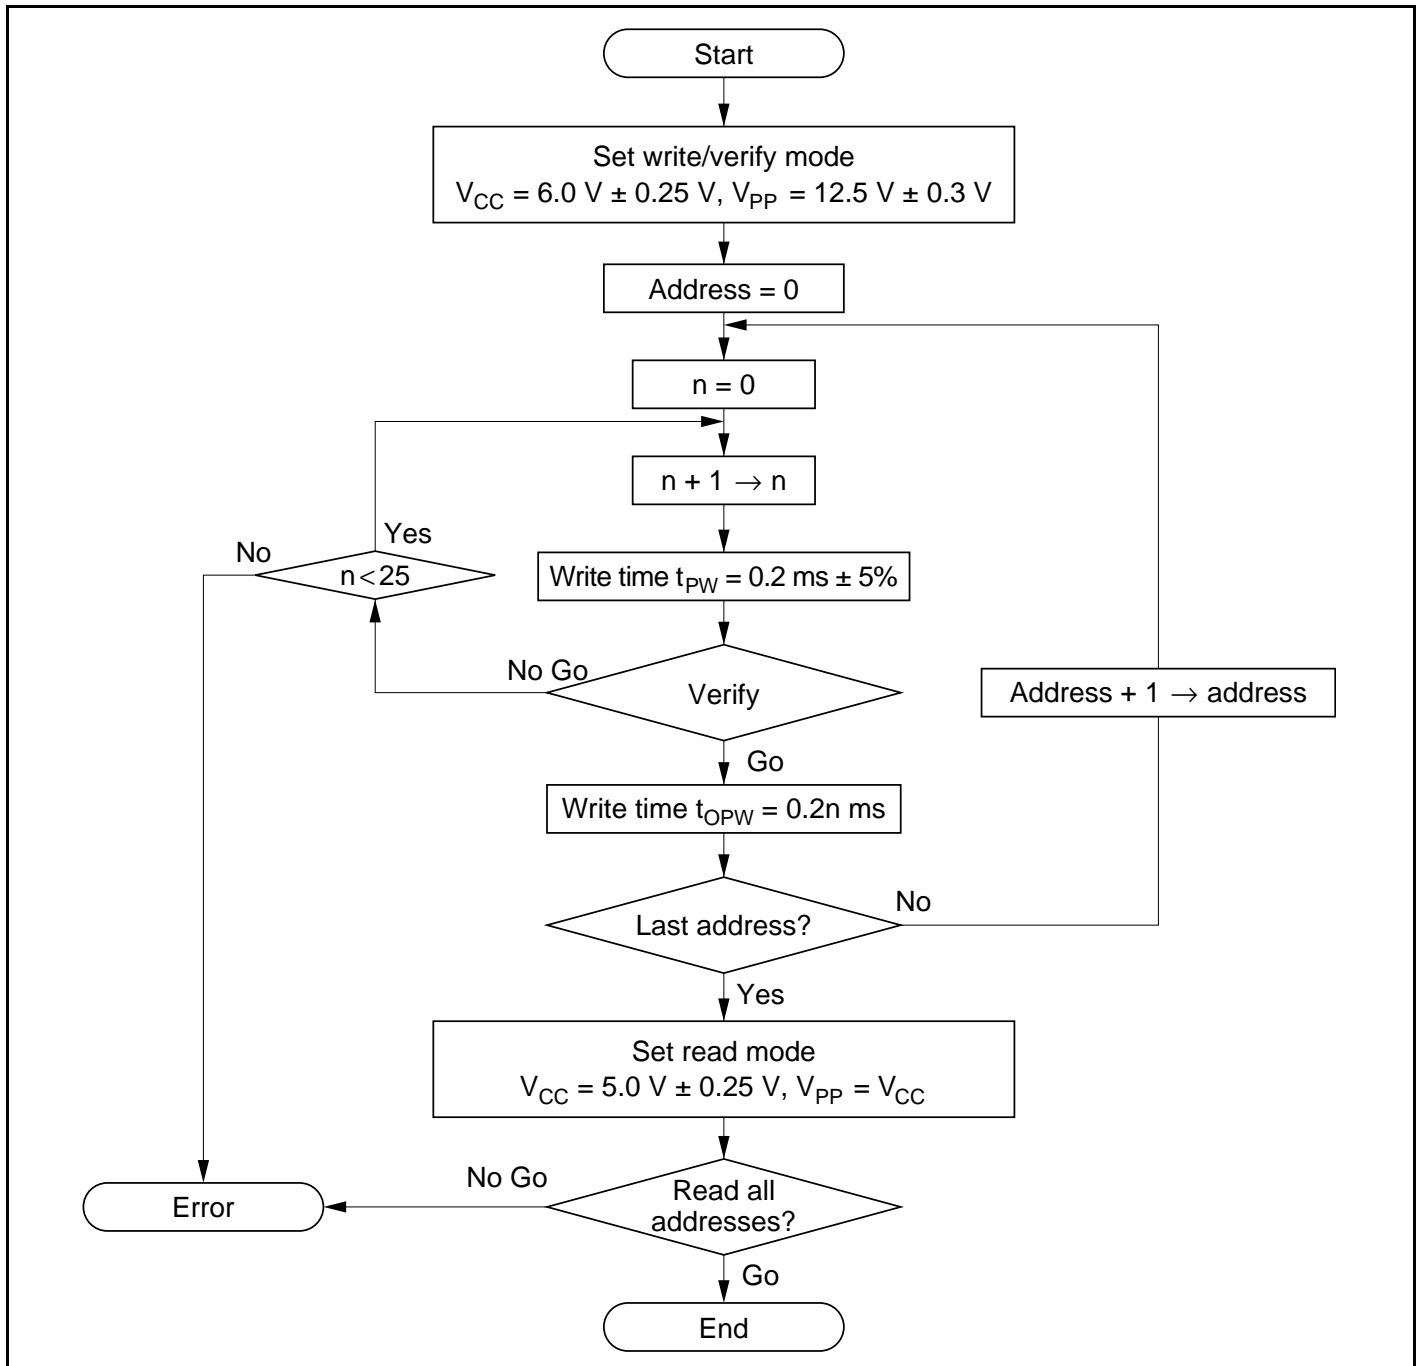 Start
Set write/verify mode
VCC = 6.0 V ± 0.25 V, VPP = 12.5 V ± 0.3 V
Address = 0
n = 0
n + 1 → n
Yes
No
n<25
Write time tPW = 0.2 ms ± 5%
No Go
Verify
Address + 1 → address
Go
Write time tOPW = 0.2n ms
Last address?
No
Yes
Set read mode
VCC = 5.0 V ± 0.25 V, VPP = VCC
No Go
Read all
addresses?
Error
Go
End